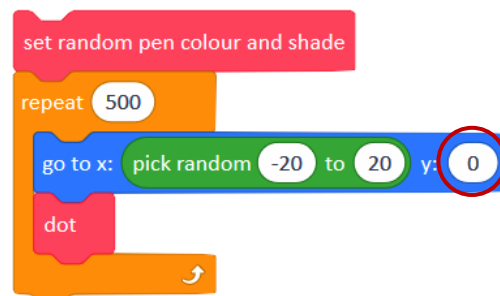 set random pen colour and shade
repeat 500
go to x: pick random -20 to 20 y: 0
dot